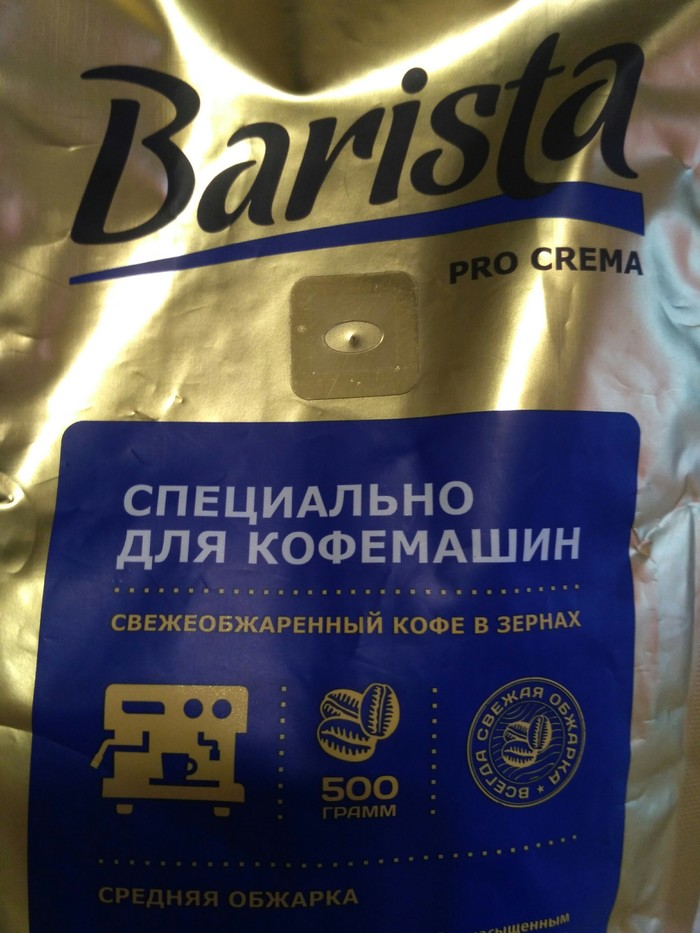 Barista
PRO CREMA
СПЕЦИАЛЬНО
ДЛЯ КОФЕМАШИН
СВЕЖЕОБЖАРЕННЫЙ КОФЕ В ЗЕРНАХ
500
ГРАММ
ВСЕГДА СВЕЖАЯ ОБЖАРКА
СРЕДНЯЯ ОБЖАРКА